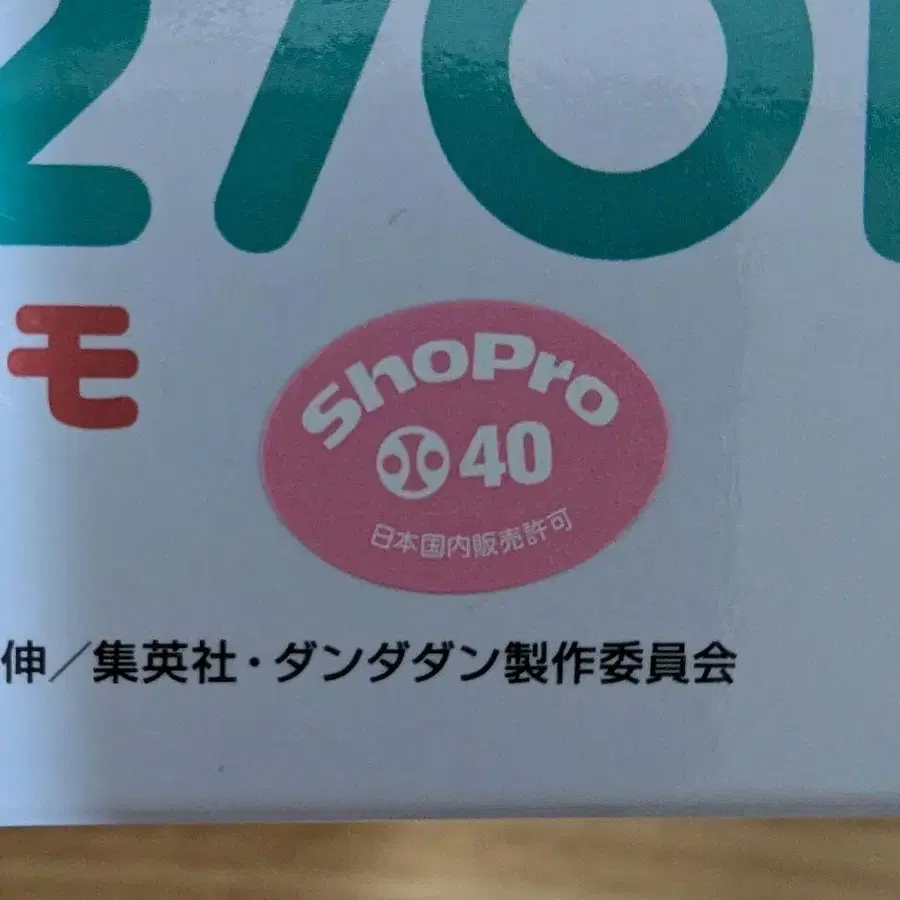 モ
ShoPro
40
日本国内販売許可
伸／集英社・ダンダダン製作委員会